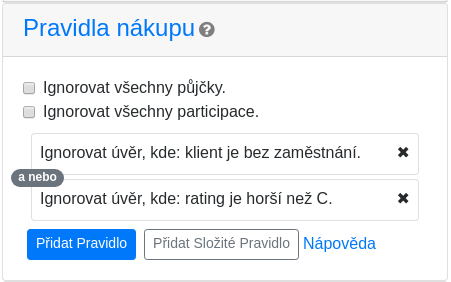 Pravidla nákupu
Ignorovat všechny půjčky.
Ignorovat všechny participace.
Ignorovat úvěr, kde: klient je bez zaměstnání. ✖
a nebo
Ignorovat úvěr, kde: rating je horší než C. ✖
Přidat Pravidlo Přidat Složité Pravidlo Nápověda